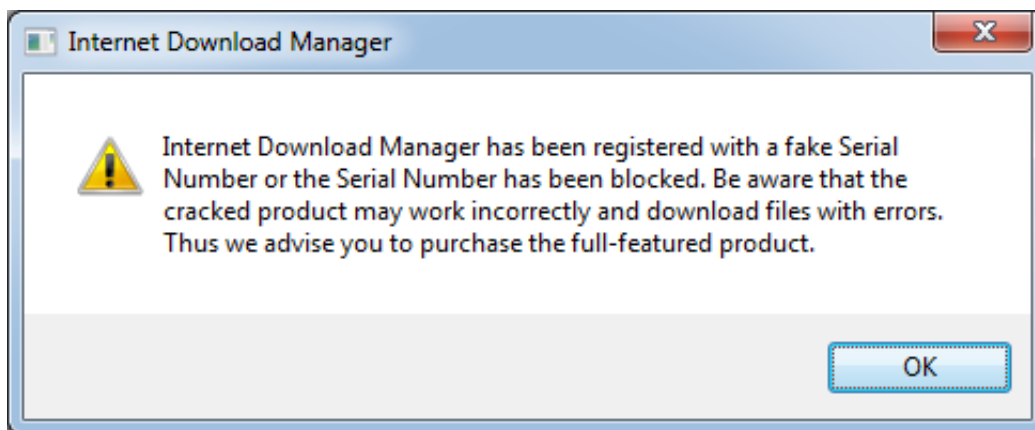 Internet Download Manager
Internet Download Manager has been registered with a fake Serial
Number or the Serial Number has been blocked. Be aware that the
cracked product may work incorrectly and download files with errors.
Thus we advise you to purchase the full-featured product.
OK